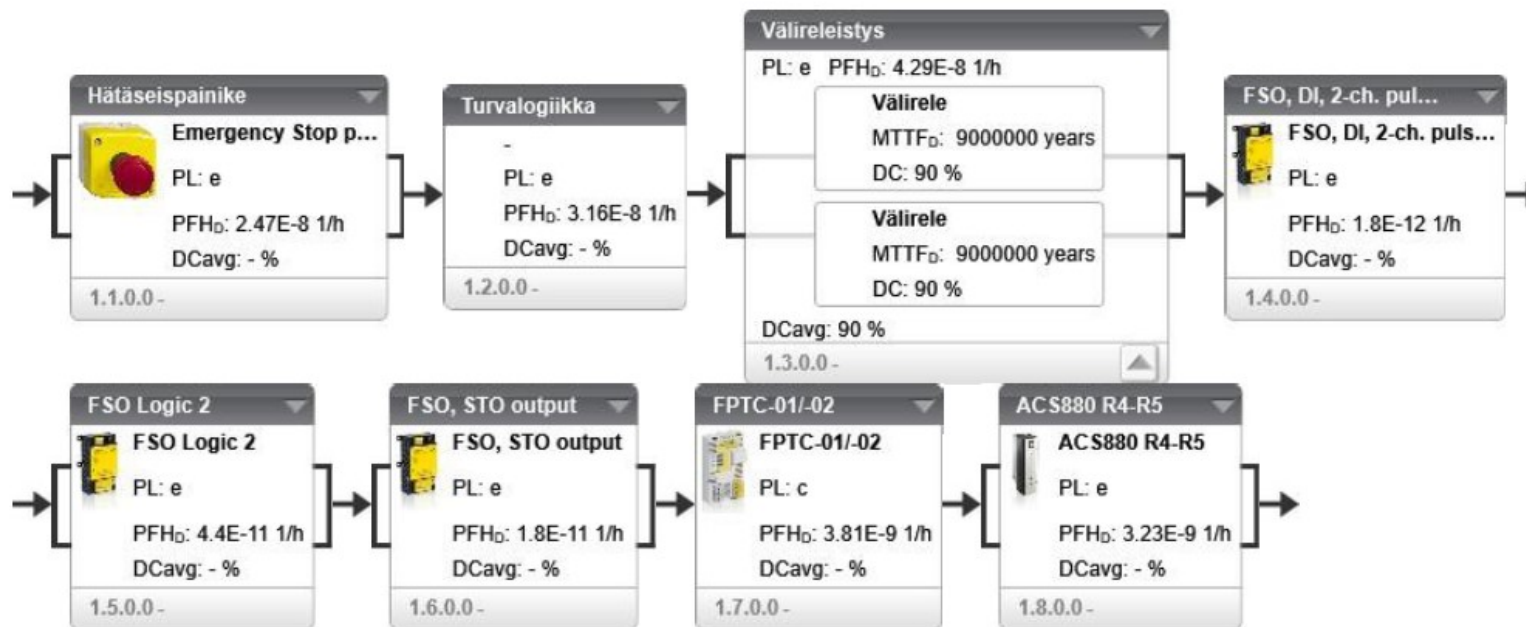 Hätäseispainike
Emergency Stop p...
PL: e
PFHD: 2.47E-8 1/h
DCavg: - %
1.1.0.0 -
Turvalogiikka
-
PL: e
PFHD: 3.16E-8 1/h
DCavg: - %
1.2.0.0 -
Välireleistys
PL: e PFHD: 4.29E-8 1/h
Välirele
MTTFD: 9000000 years
DC: 90 %
Välirele
MTTFD: 9000000 years
DC: 90 %
DCavg: 90 %
1.3.0.0 -
FSO, DI, 2-ch. pul...
FSO, DI, 2-ch. puls...
PL: e
PFHD: 1.8E-12 1/h
DCavg: - %
1.4.0.0 -
FSO Logic 2
FSO Logic 2
PL: e
PFHD: 4.4E-11 1/h
DCavg: - %
1.5.0.0 -
FSO, STO output
FSO, STO output
PL: e
PFHD: 1.8E-11 1/h
DCavg: - %
1.6.0.0 -
FPTC-01/-02
FPTC-01/-02
PL: c
PFHD: 3.81E-9 1/h
DCavg: - %
1.7.0.0 -
ACS880 R4-R5
ACS880 R4-R5
PL: e
PFHD: 3.23E-9 1/h
DCavg: - %
1.8.0.0 -